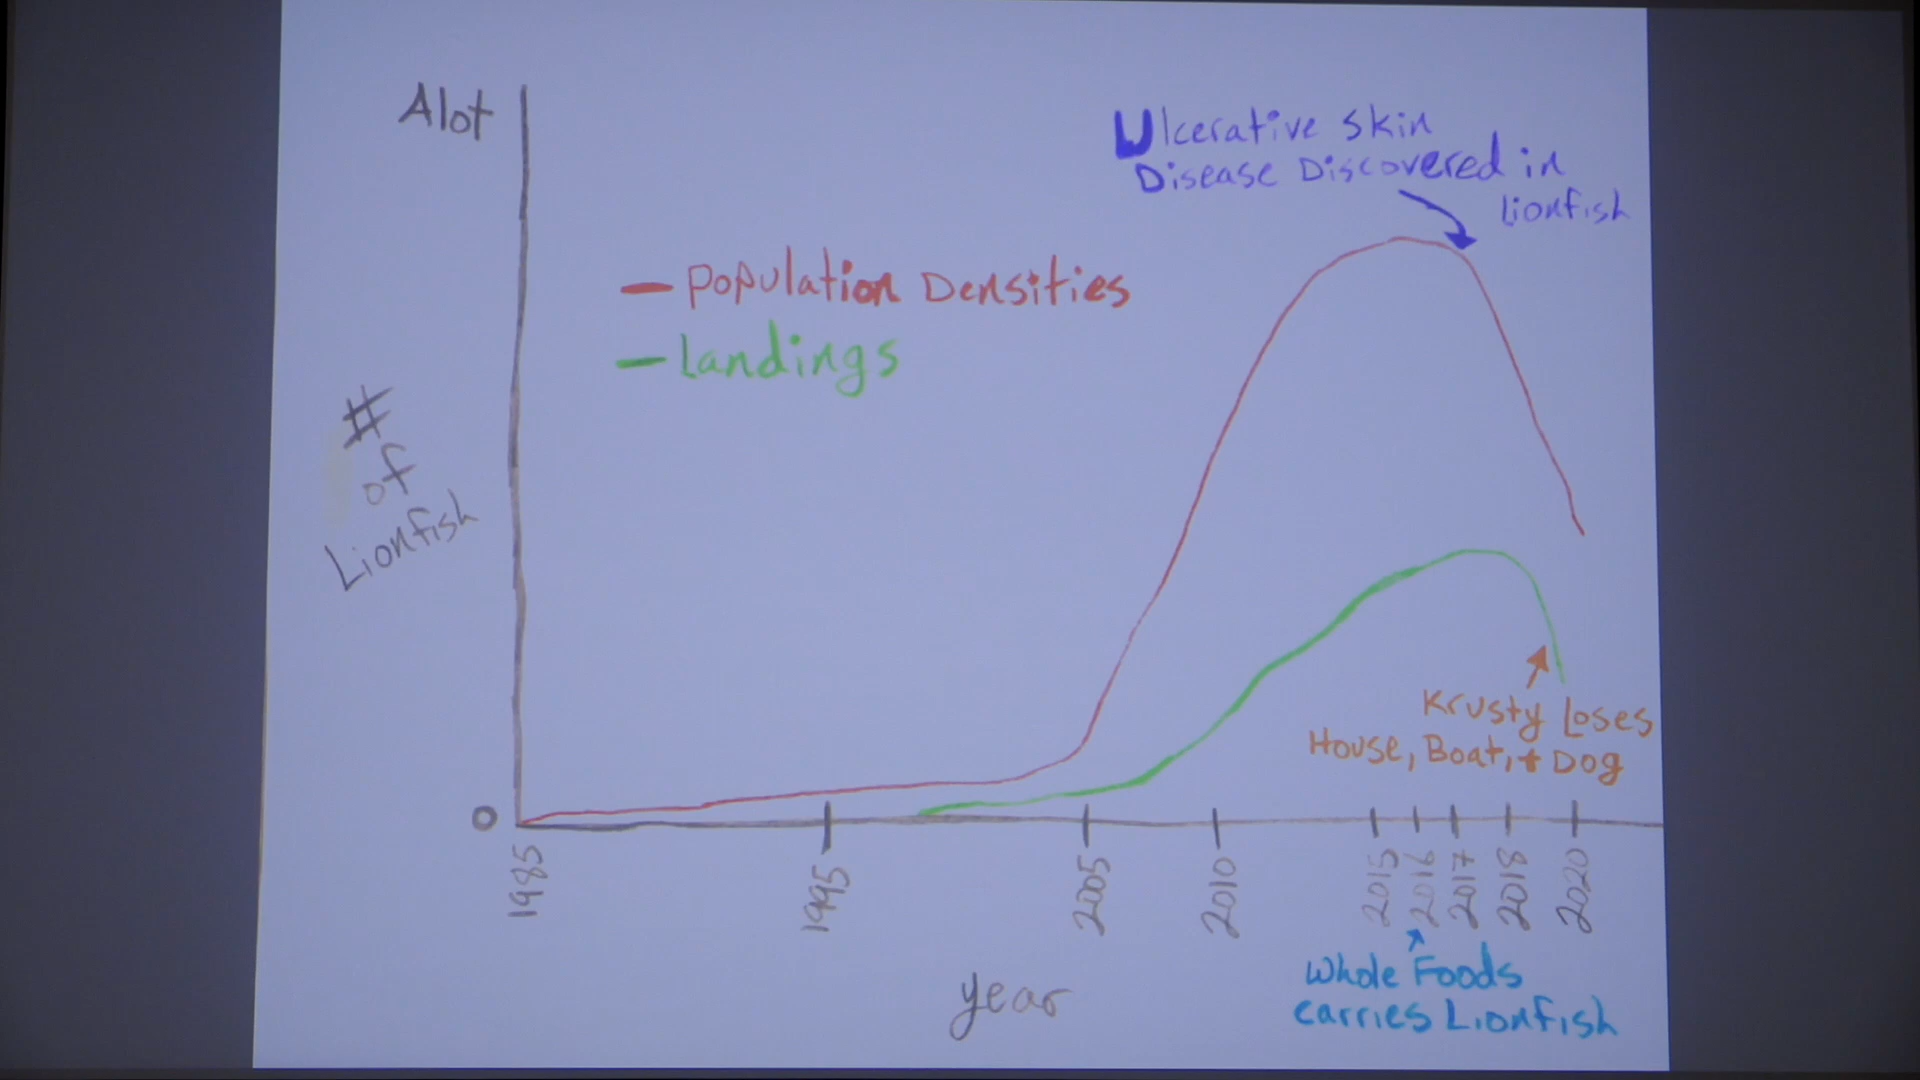 Alot
Ulcerative skin
Disease Discovered in
lionfish
Population Densities
landings
#
of
Lionfish
Krusty Loses
House, Boat, + Dog
0
1985
1995
2005
2010
2015
2016
2017
2018
2020
year
Whole Foods
carries Lionfish